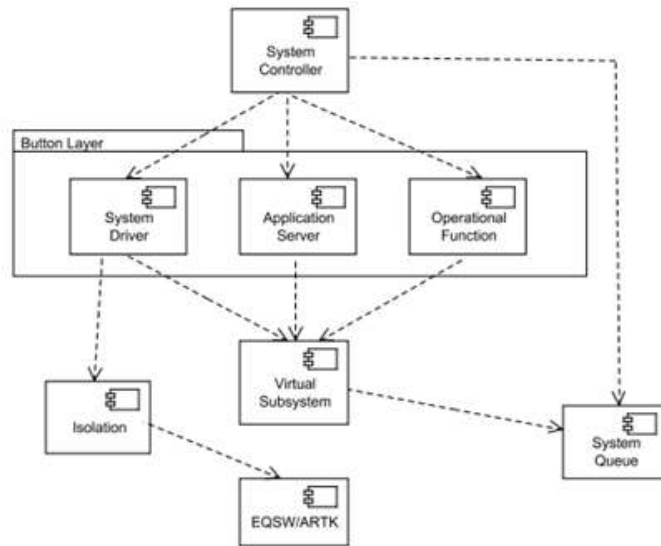 System
Controller
Button Layer
System
Driver
Application
Server
Operational
Function
Isolation
Virtual
Subsystem
System
Queue
EQSW/ARTK